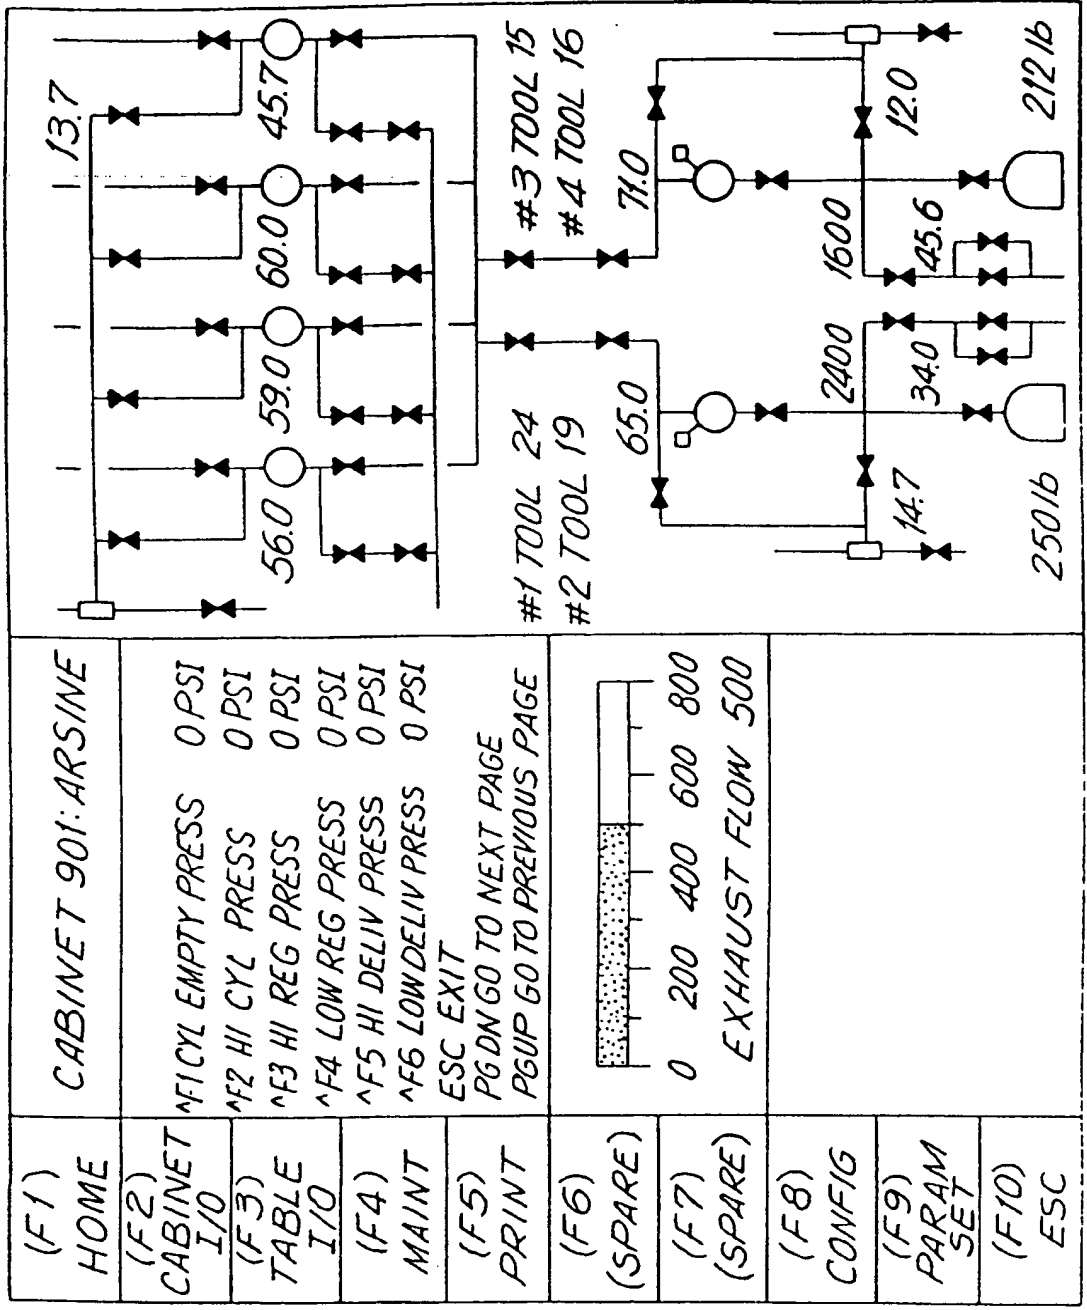 (F1)
HOME
(F2)
CABINET
I/O
(F3)
TABLE
I/O
(F4)
MAINT
(F5)
PRINT
(F6)
(SPARE)
(F7)
(SPARE)
(F8)
CONFIG
(F9)
PARAM
SET
(F10)
ESC
CABINET 901: ARSINE
^F1 CYL EMPTY PRESS 0 PSI
^F2 HI CYL PRESS 0 PSI
^F3 HI REG PRESS 0 PSI
^F4 LOW REG PRESS 0 PSI
^F5 HI DELIV PRESS 0 PSI
^F6 LOW DELIV PRESS 0 PSI
ESC EXIT
PGDN GO TO NEXT PAGE
PGUP GO TO PREVIOUS PAGE
0 200 400 600 800
EXHAUST FLOW 500
13.7
56.0 59.0 60.0 45.7
#1 TOOL 24 #3 TOOL 15
#2 TOOL 19 #4 TOOL 16
65.0 71.0
2400 1600
14.7 34.0 45.6 12.0
250 lb 212 lb